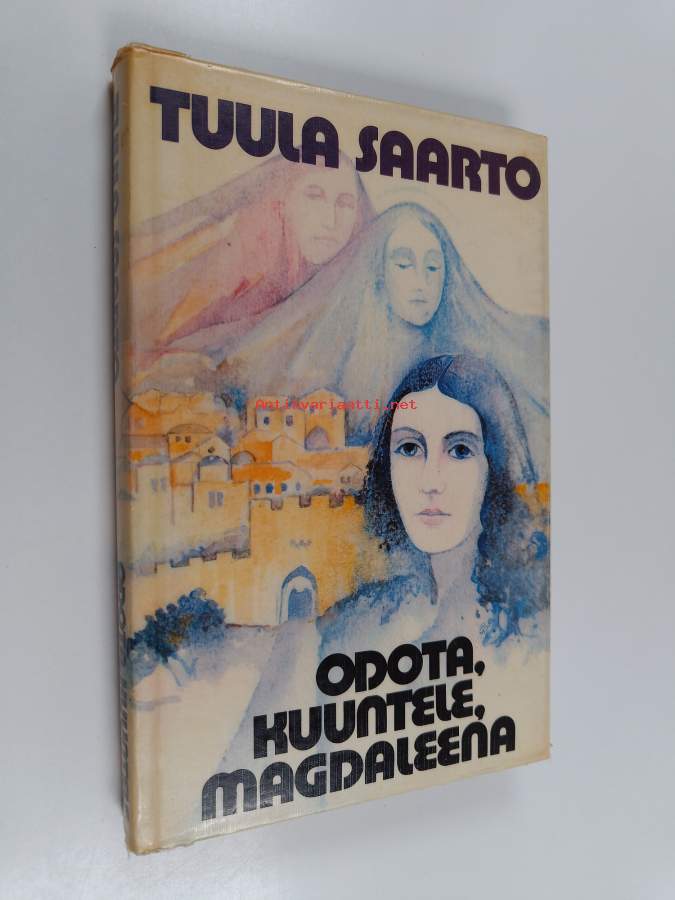 TUULA SAARTO
Antikvariaatti.net
ODOTA,
KUUNTELE,
MAGDALEENA